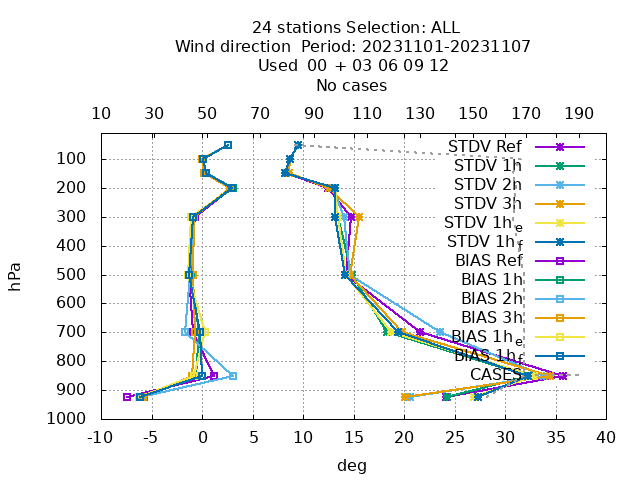 24 stations Selection: ALL
Wind direction  Period: 20231101-20231107
Used  00 + 03 06 09 12
No cases
10 30 50 70 90 110 130 150 170 190
100
200
300
400
500
600
700
800
900
1000
hPa
STDV Ref
STDV 1h
STDV 2h
STDV 3h
STDV 1h_e
STDV 1h_f
BIAS Ref
BIAS 1h
BIAS 2h
BIAS 3h
BIAS 1h_e
BIAS 1h_f
CASES
-10 -5 0 5 10 15 20 25 30 35 40
deg